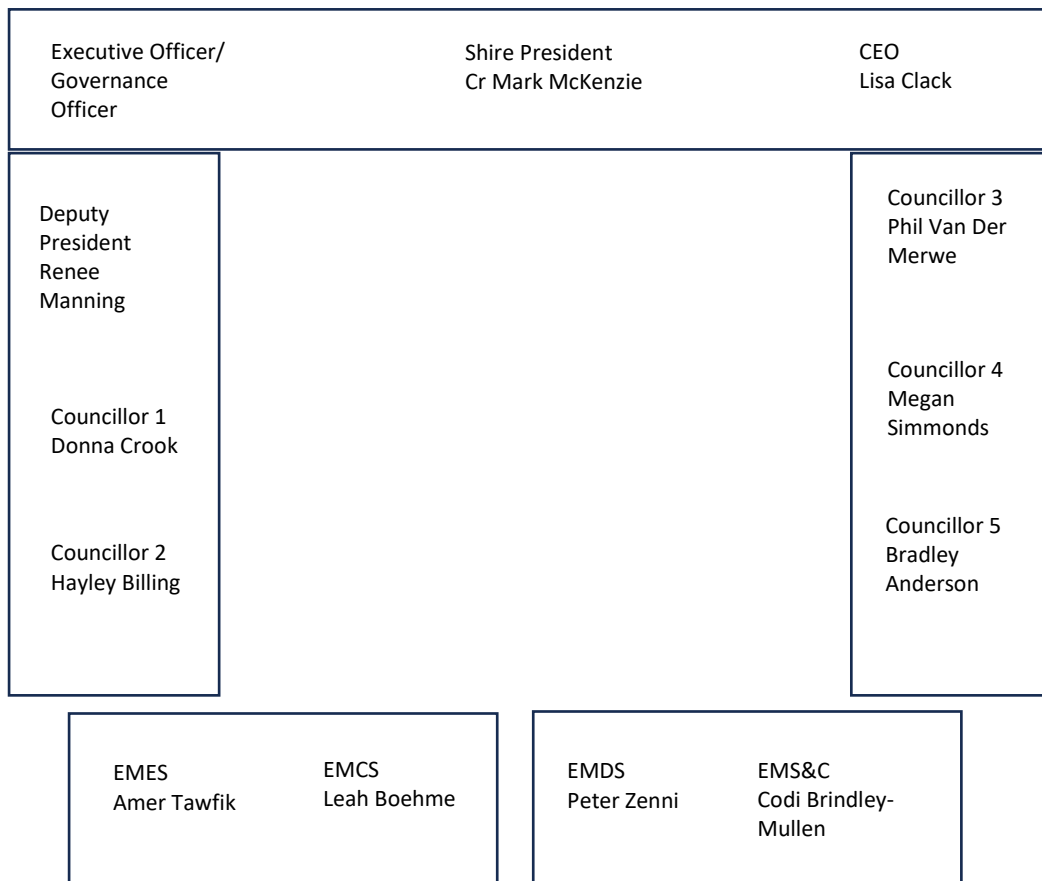 Executive Officer/
Governance
Officer
Shire President
Cr Mark McKenzie
CEO
Lisa Clack
Deputy
President
Renee
Manning
Councillor 1
Donna Crook
Councillor 2
Hayley Billing
Councillor 3
Phil Van Der
Merwe
Councillor 4
Megan
Simmonds
Councillor 5
Bradley
Anderson
EMES
Amer Tawfik
EMCS
Leah Boehme
EMDS
Peter Zenni
EMS&C
Codi Brindley-
Mullen